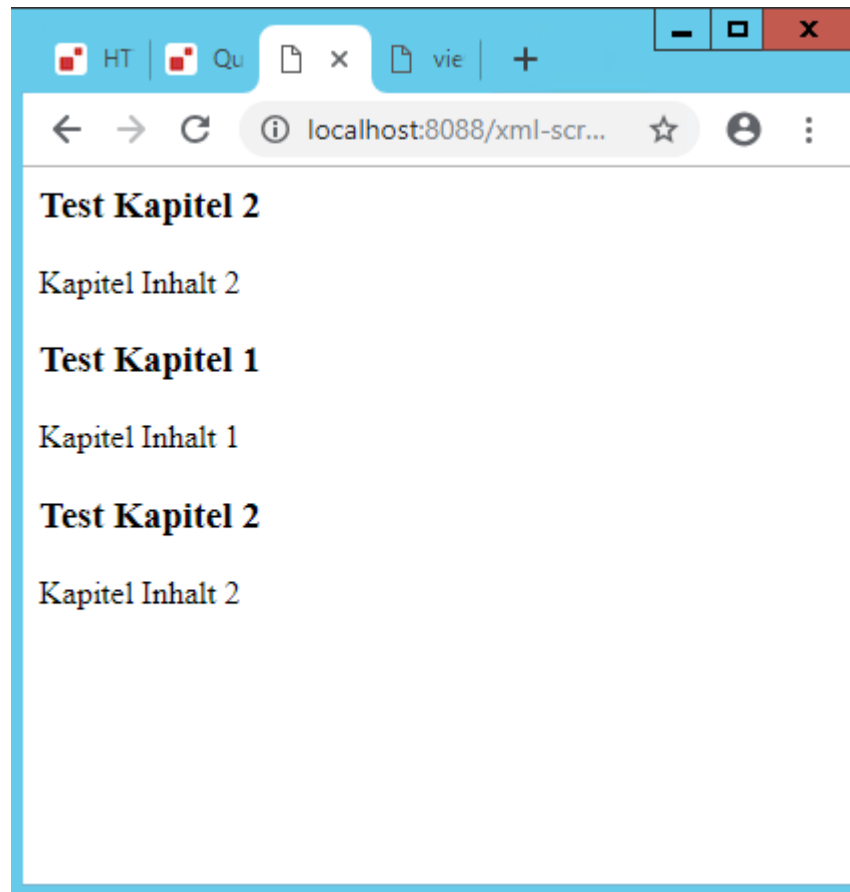 HT Qu vie
localhost:8088/xml-scr...
Test Kapitel 2
Kapitel Inhalt 2
Test Kapitel 1
Kapitel Inhalt 1
Test Kapitel 2
Kapitel Inhalt 2